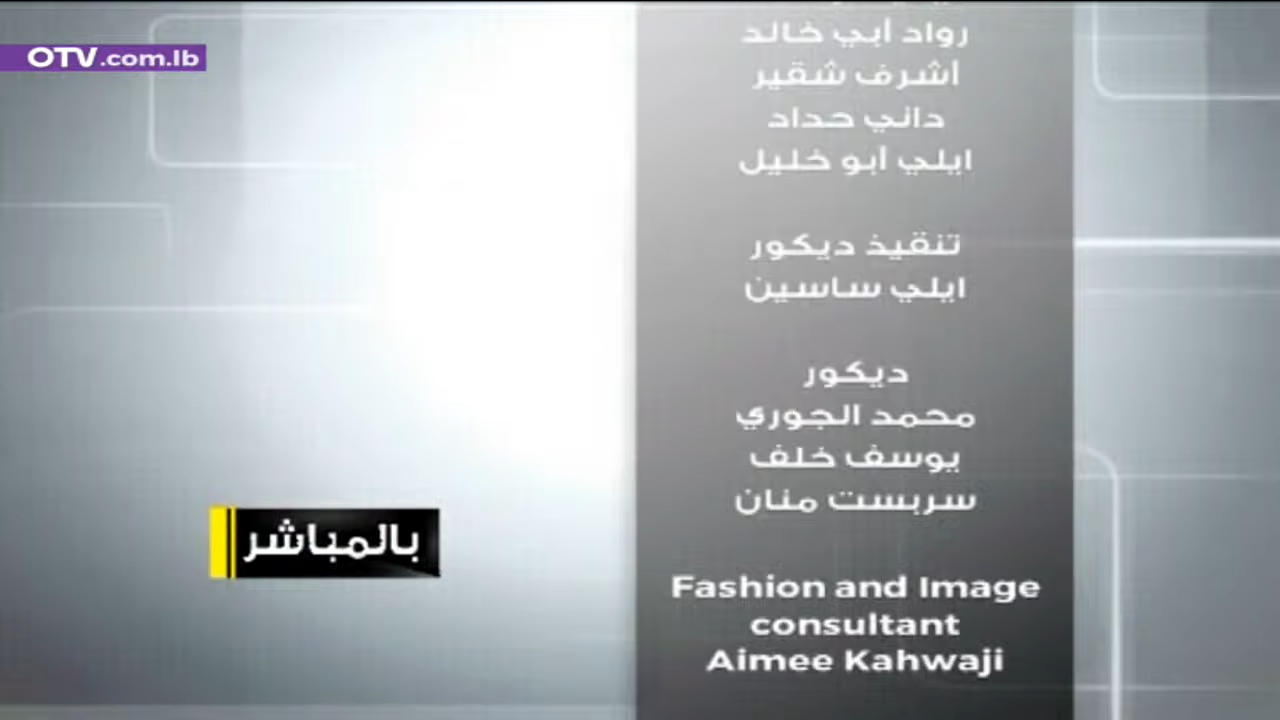 OTV.com.lb
رواد أبي خالد
أشرف شقير
داني حداد
ايلي أبو خليل
تنفيذ ديكور
ايلي ساسين
ديكور
محمد الجوري
يوسف خلف
سربست منان
بالمباشر
Fashion and Image
consultant
Aimee Kahwaji